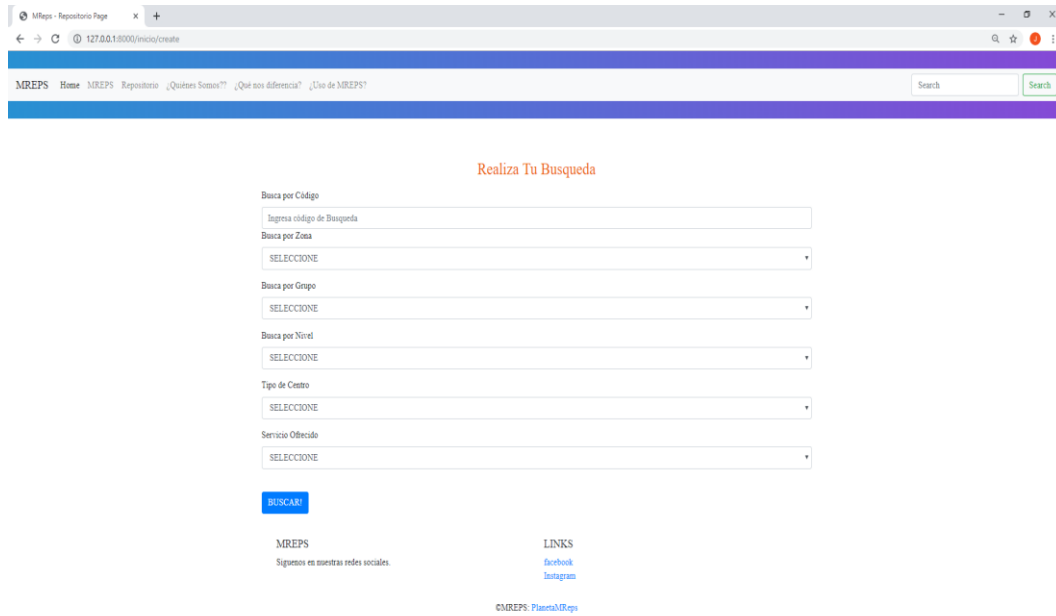 MReps - Repositorio Page
127.0.0.1:8000/inicio/create
J
MREPS Home MREPS Repositorio ¿Quiénes Somos?? ¿Qué nos diferencia? ¿Uso de MREPS? Search Search
Realiza Tu Busqueda
Busca por Código
Ingresa código de Busqueda
Busca por Zona
SELECCIONE
Busca por Grupo
SELECCIONE
Busca por Nivel
SELECCIONE
Tipo de Centro
SELECCIONE
Servicio Ofrecido
SELECCIONE
BUSCAR!
MREPS
Siguenos en nuestras redes sociales.
LINKS
facebook
Instagram
©MREPS: PlanetaMReps